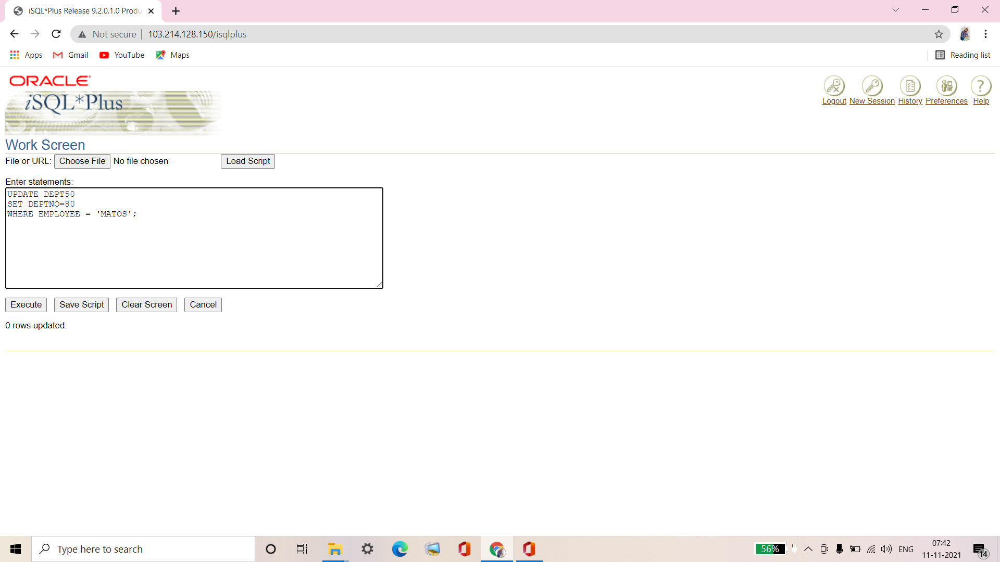 iSQL*Plus Release 9.2.0.1.0 Produ
Not secure | 103.214.128.150/isqlplus
Apps Gmail YouTube Maps Reading list
ORACLE
iSQL*Plus
Logout New Session History Preferences ? Help
Work Screen
File or URL: Choose File No file chosen Load Script
Enter statements:
UPDATE DEPT50
SET DEPTNO=80
WHERE EMPLOYEE = 'MATOS';
Execute Save Script Clear Screen Cancel
0 rows updated.
Type here to search
56% ENG
07:42
11-11-2021
14